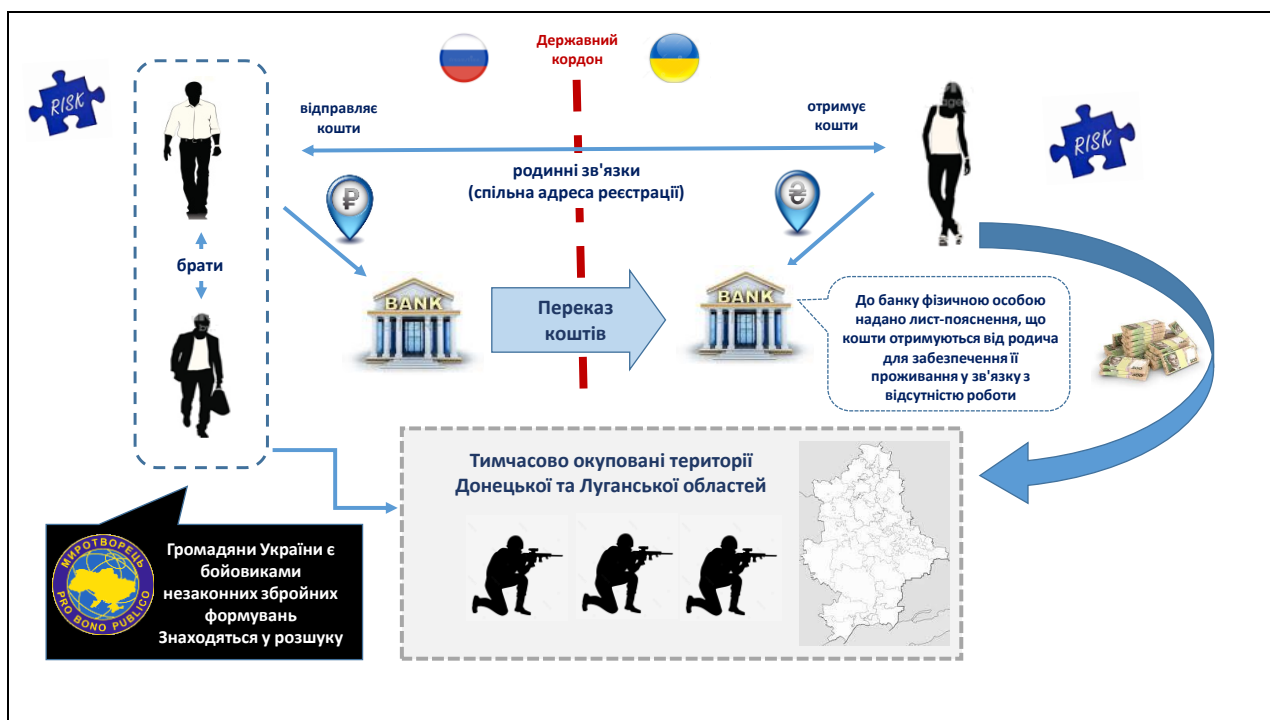 Державний
кордон
RISK
відправляє
кошти
отримує
кошти
RISK
родинні зв'язки
(спільна адреса реєстрації)
₽
₴
брати
BANK
Переказ
коштів
BANK
До банку фізичною особою
надано лист-пояснення, що
кошти отримуються від родича
для забезпечення її
проживання у зв'язку з
відсутністю роботи
Тимчасово окуповані території
Донецької та Луганської областей
МИРОТВОРЕЦЬ
PRO BONO PUBLICO
Громадяни України є
бойовиками
незаконних збройних
формувань
Знаходяться у розшуку